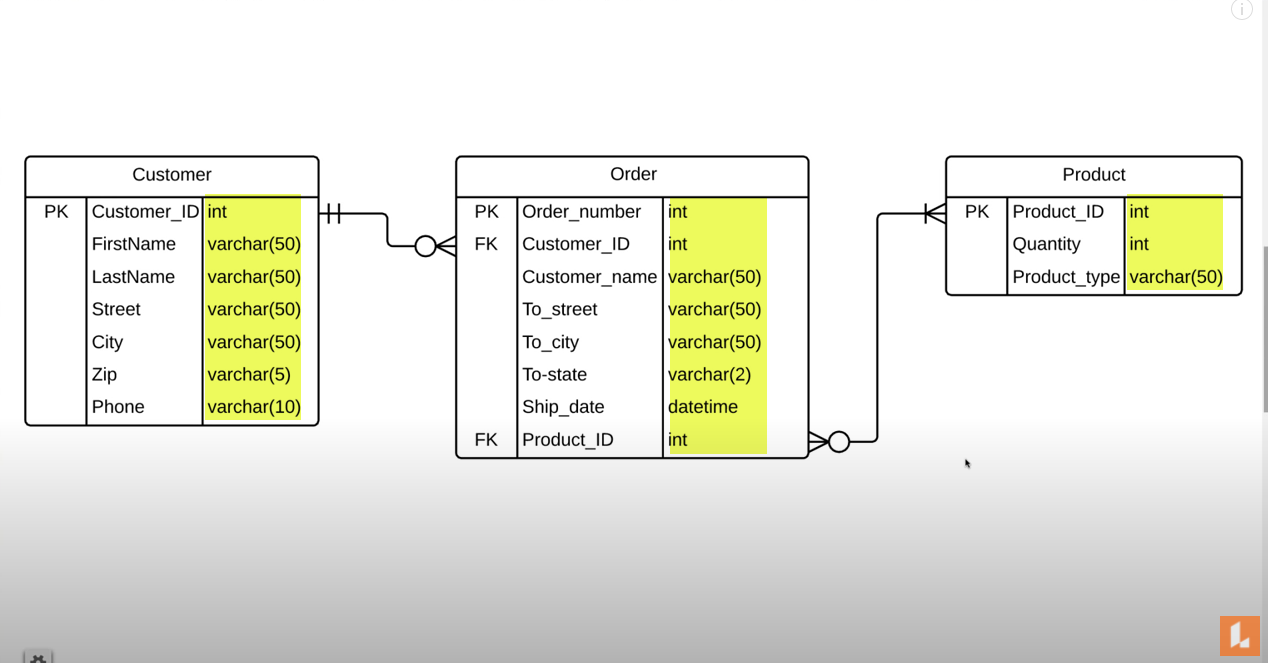 Customer
PK Customer_ID int
FirstName varchar(50)
LastName varchar(50)
Street varchar(50)
City varchar(50)
Zip varchar(5)
Phone varchar(10)
Order
PK Order_number int
FK Customer_ID int
Customer_name varchar(50)
To_street varchar(50)
To_city varchar(50)
To-state varchar(2)
Ship_date datetime
FK Product_ID int
Product
PK Product_ID int
Quantity int
Product_type varchar(50)